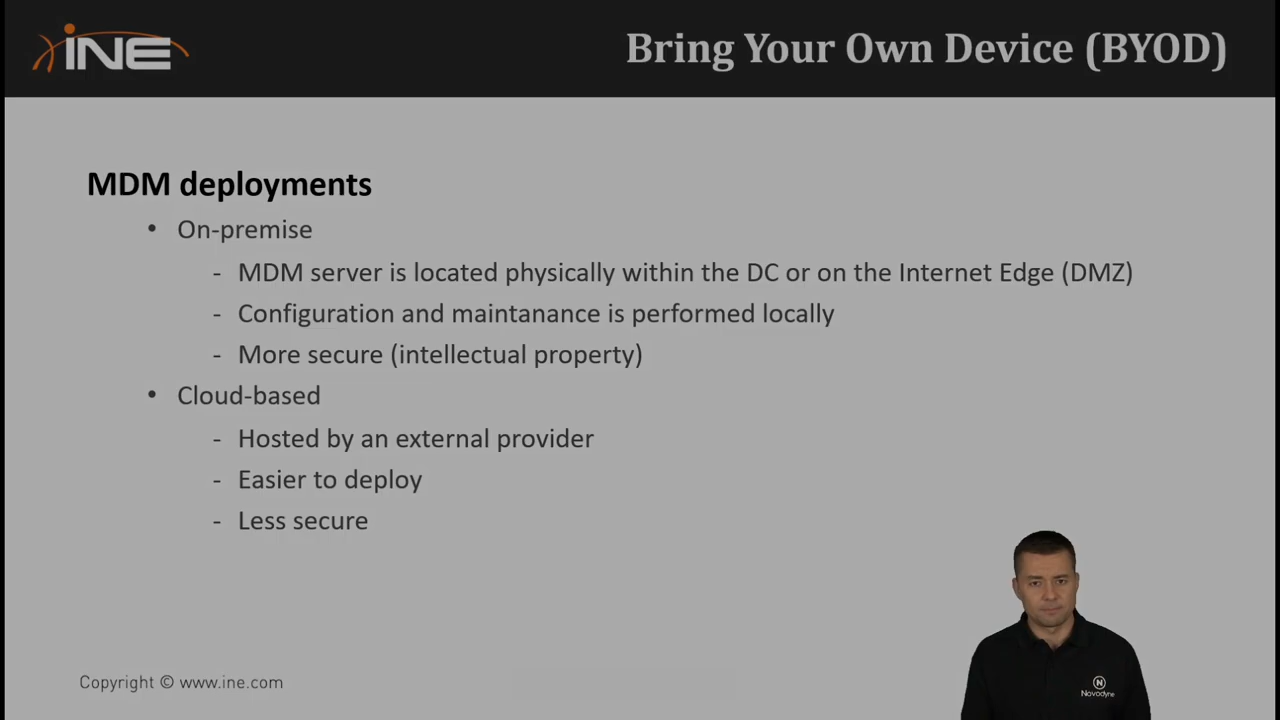 INE
Bring Your Own Device (BYOD)
MDM deployments
• On-premise
- MDM server is located physically within the DC or on the Internet Edge (DMZ)
- Configuration and maintanance is performed locally
- More secure (intellectual property)
• Cloud-based
- Hosted by an external provider
- Easier to deploy
- Less secure
N
Novodyne
Copyright © www.ine.com